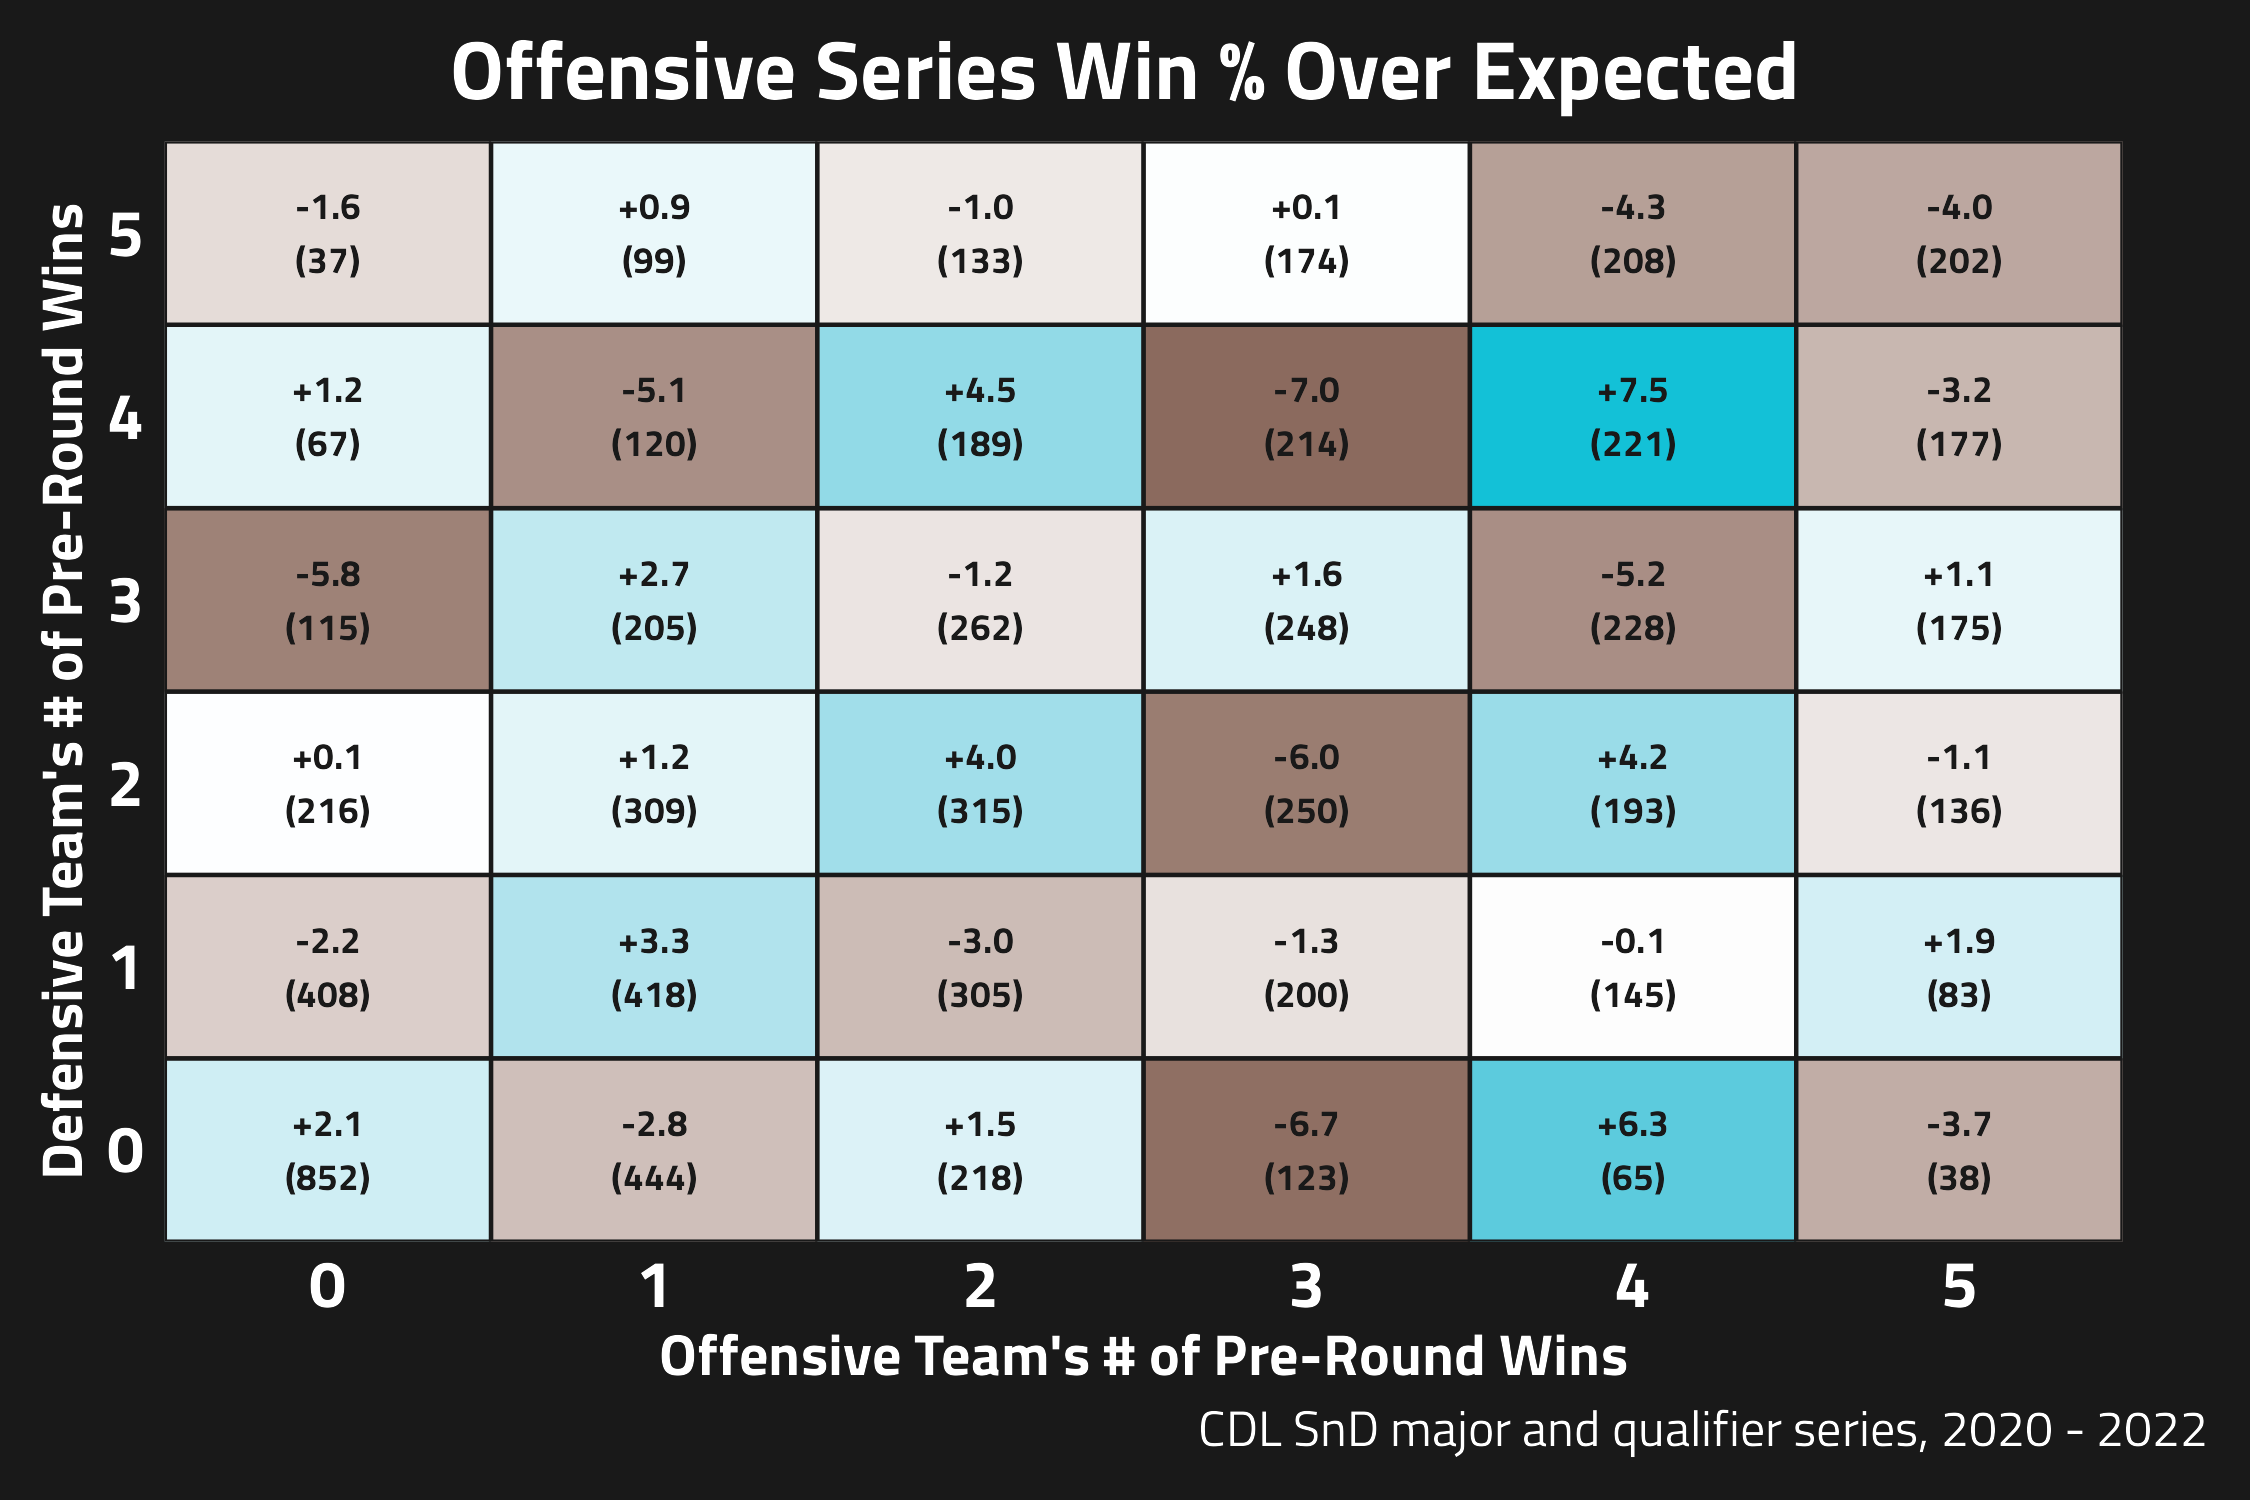 Offensive Series Win % Over Expected
Defensive Team's # of Pre-Round Wins
5
-1.6 +0.9 -1.0 +0.1 -4.3 -4.0
(37) (99) (133) (174) (208) (202)
4
+1.2 -5.1 +4.5 -7.0 +7.5 -3.2
(67) (120) (189) (214) (221) (177)
3
-5.8 +2.7 -1.2 +1.6 -5.2 +1.1
(115) (205) (262) (248) (228) (175)
2
+0.1 +1.2 +4.0 -6.0 +4.2 -1.1
(216) (309) (315) (250) (193) (136)
1
-2.2 +3.3 -3.0 -1.3 -0.1 +1.9
(408) (418) (305) (200) (145) (83)
0
+2.1 -2.8 +1.5 -6.7 +6.3 -3.7
(852) (444) (218) (123) (65) (38)
0 1 2 3 4 5
Offensive Team's # of Pre-Round Wins
CDL SnD major and qualifier series, 2020 - 2022